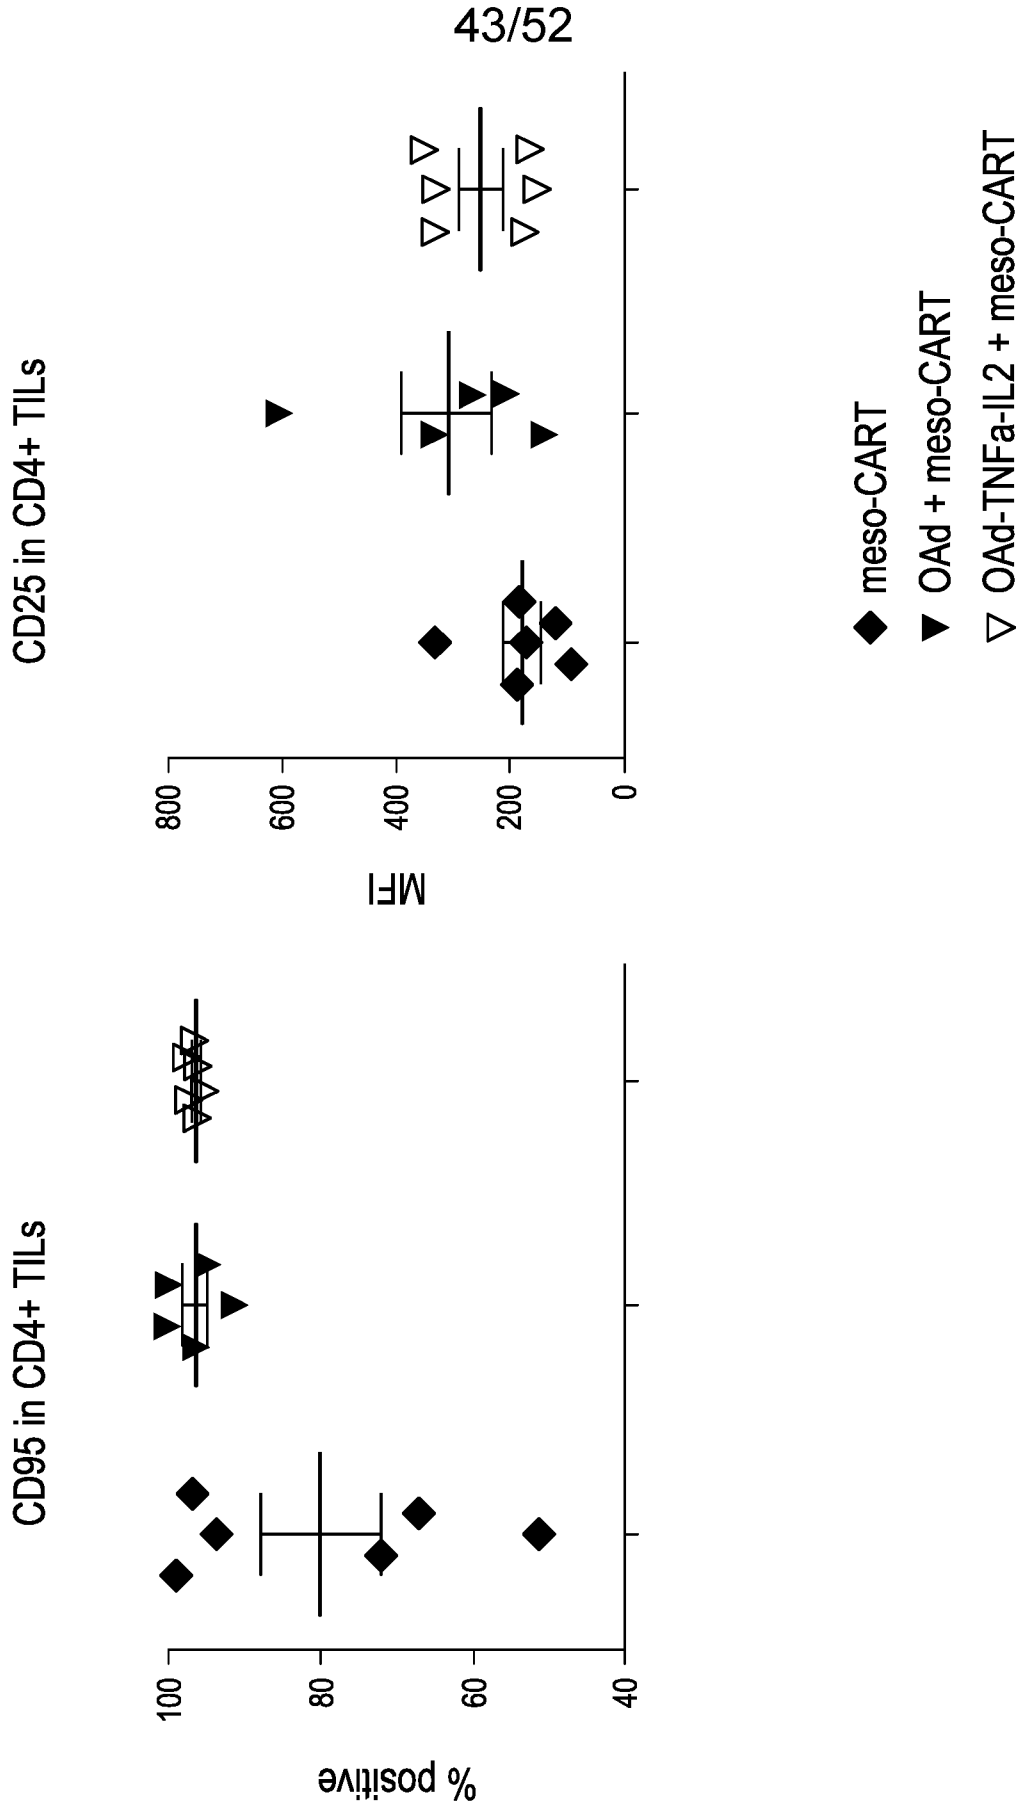 43/52
CD95 in CD4+ TILs
% positive
100
80
60
40
CD25 in CD4+ TILs
MFI
800
600
400
200
0
meso-CART
OAd + meso-CART
OAd-TNFa-IL2 + meso-CART